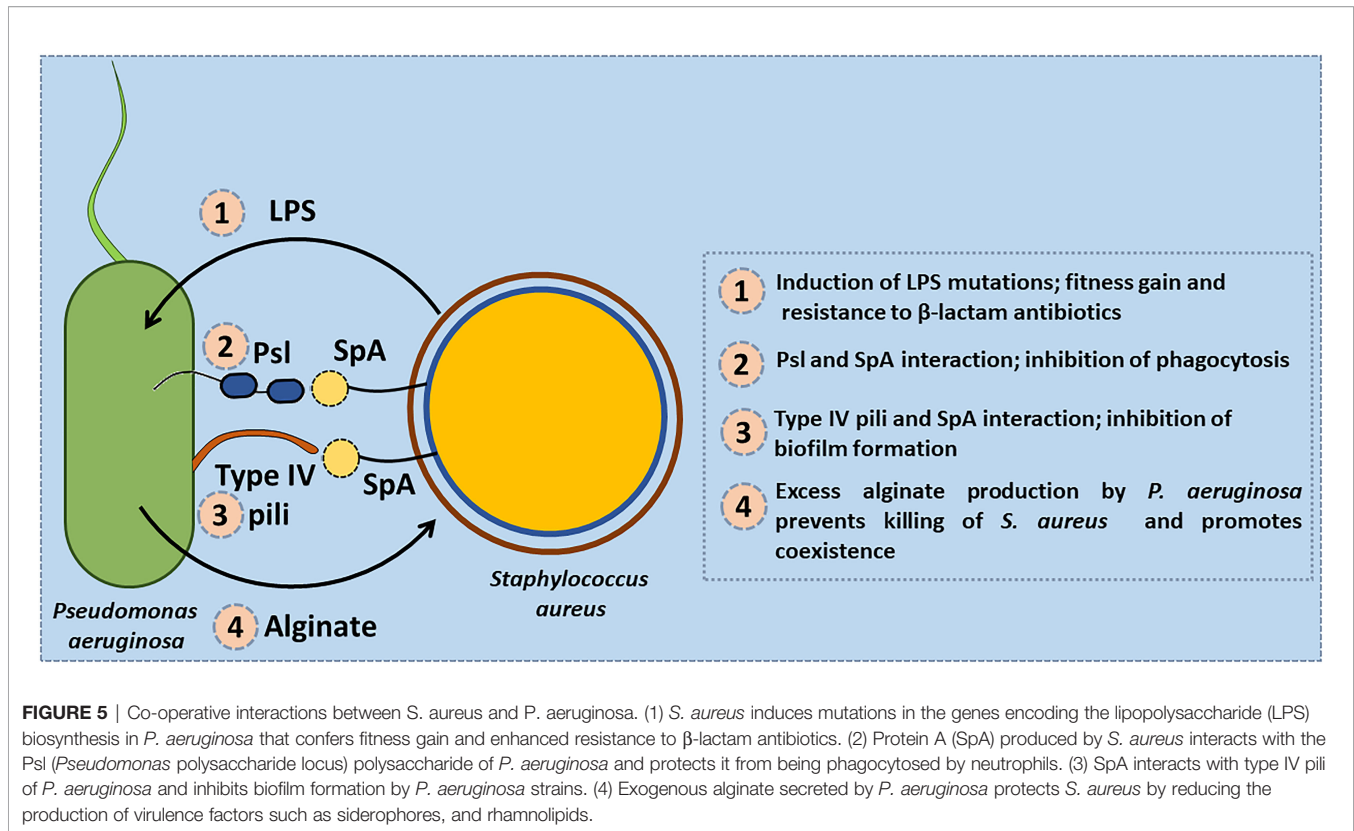 1 LPS
2 Psl SpA
Type IV
3 pili
SpA
4 Alginate
Pseudomonas
aeruginosa
Staphylococcus
aureus
1 Induction of LPS mutations; fitness gain and
resistance to β-lactam antibiotics
2 Psl and SpA interaction; inhibition of phagocytosis
3 Type IV pili and SpA interaction; inhibition of
biofilm formation
4 Excess alginate production by P. aeruginosa
prevents killing of S. aureus and promotes
coexistence
FIGURE 5 | Co-operative interactions between S. aureus and P. aeruginosa. (1) S. aureus induces mutations in the genes encoding the lipopolysaccharide (LPS)
biosynthesis in P. aeruginosa that confers fitness gain and enhanced resistance to β-lactam antibiotics. (2) Protein A (SpA) produced by S. aureus interacts with the
Psl (Pseudomonas polysaccharide locus) polysaccharide of P. aeruginosa and protects it from being phagocytosed by neutrophils. (3) SpA interacts with type IV pili
of P. aeruginosa and inhibits biofilm formation by P. aeruginosa strains. (4) Exogenous alginate secreted by P. aeruginosa protects S. aureus by reducing the
production of virulence factors such as siderophores, and rhamnolipids.